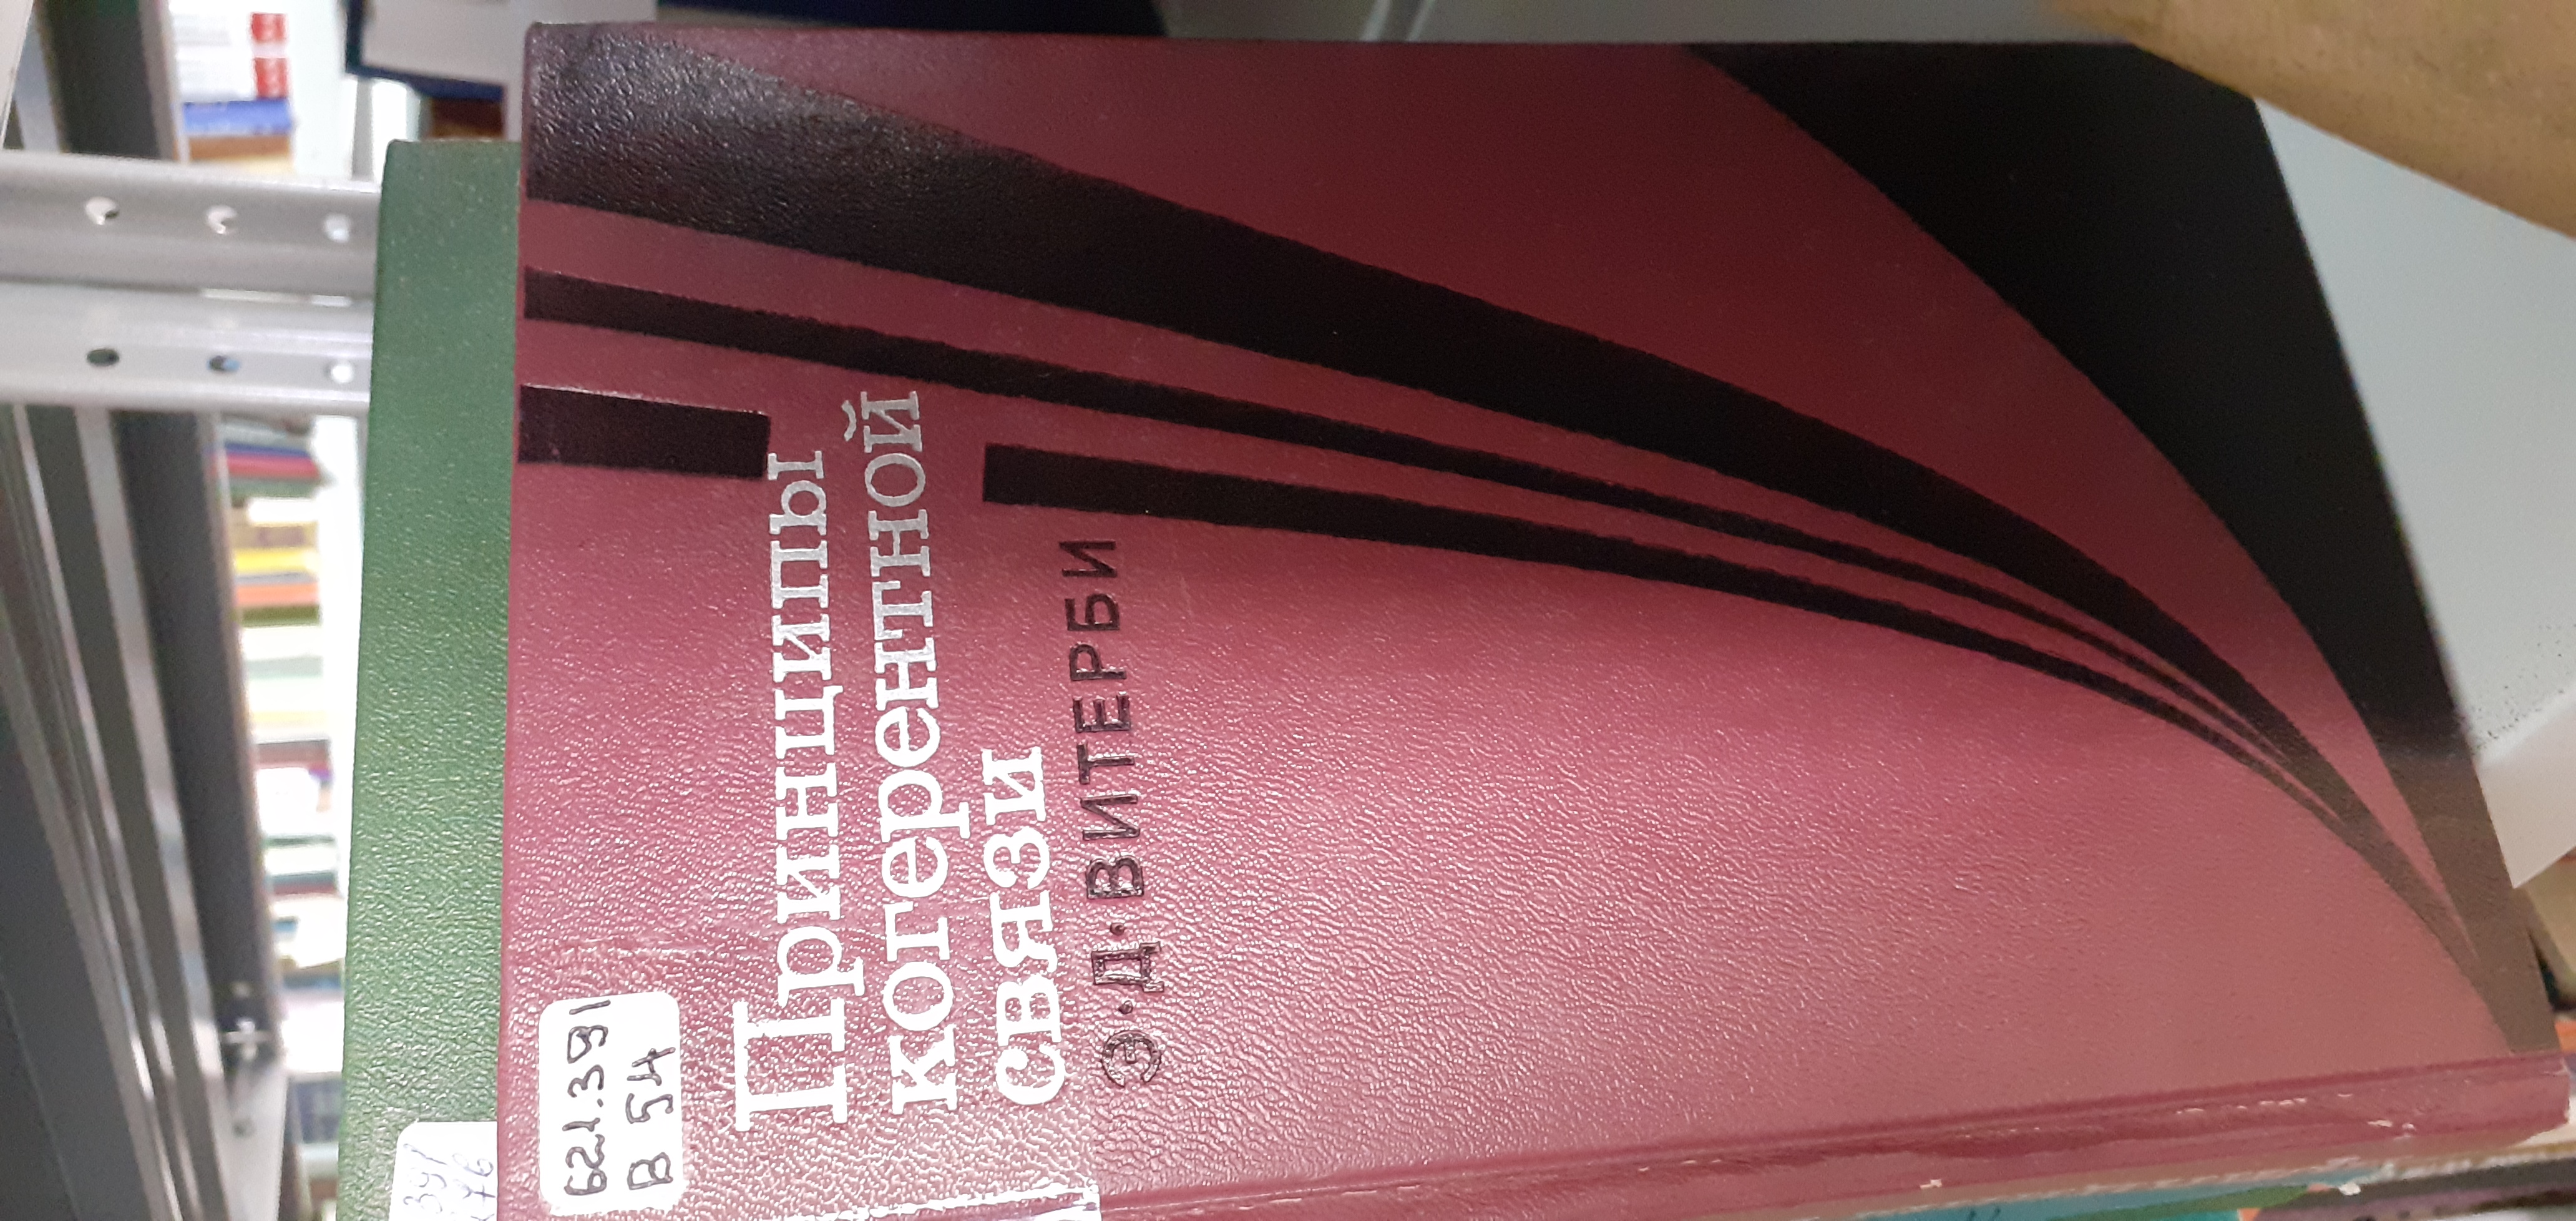 621.391
В 54
Принципы
когерентной
связи
Э·Д·ВИТЕРБИ